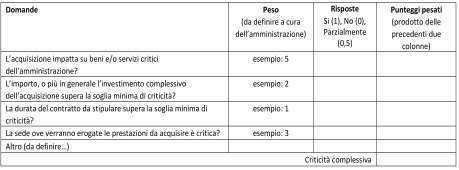 Domande
Peso
(da definire a cura
dell'amministrazione)
Risposte
Si (1), No (0),
Parzialmente
(0,5)
Punteggi pesati
(prodotto delle
precedenti due
colonne)
L'acquisizione impatta su beni e/o servizi critici
dell'amministrazione?
esempio: 5
L'importo, o più in generale l'investimento complessivo
dell'acquisizione supera la soglia minima di criticità?
esempio: 2
La durata del contratto da stipulare supera la soglia minima di
criticità?
esempio: 1
La sede ove verranno erogate le prestazioni da acquisire è critica?
esempio: 3
Altro (da definire...)
Criticità complessiva